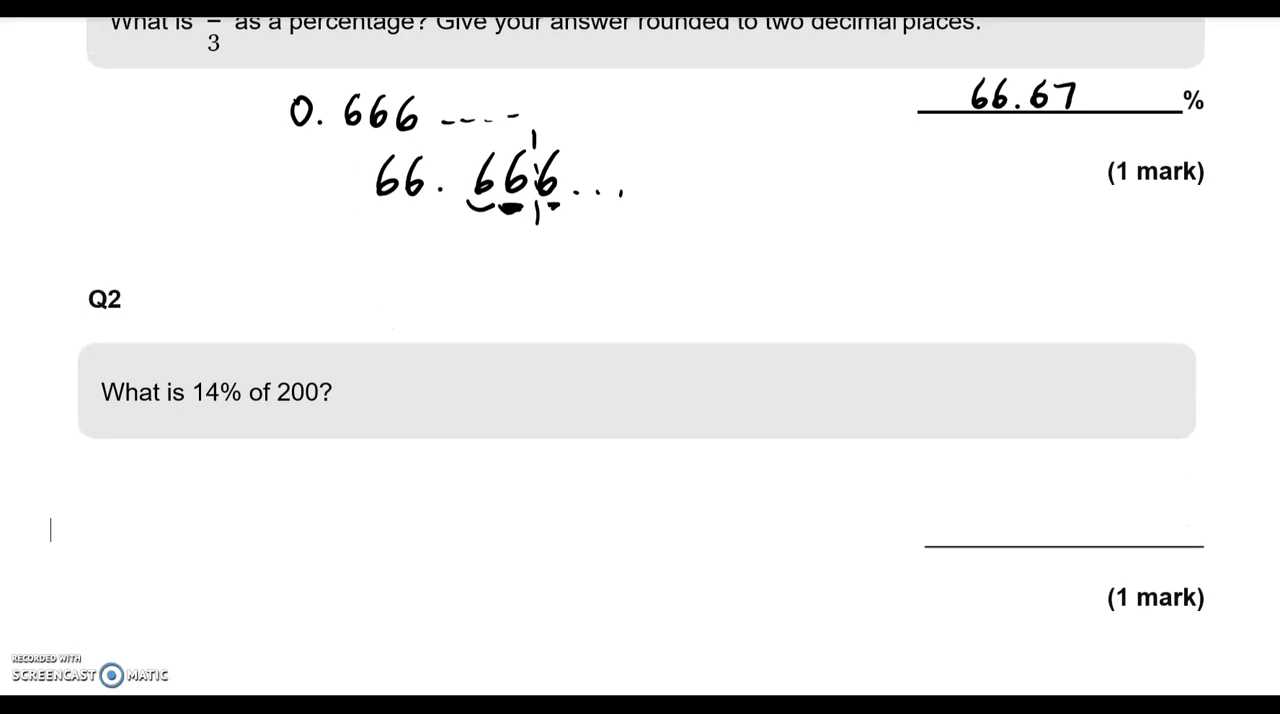 What is — as a percentage? Give your answer rounded to two decimal places.
3
0.666 ----
66.67 %
66.666...
(1 mark)
Q2
What is 14% of 200?
(1 mark)
RECORDED WITH
SCREENCAST MATIC